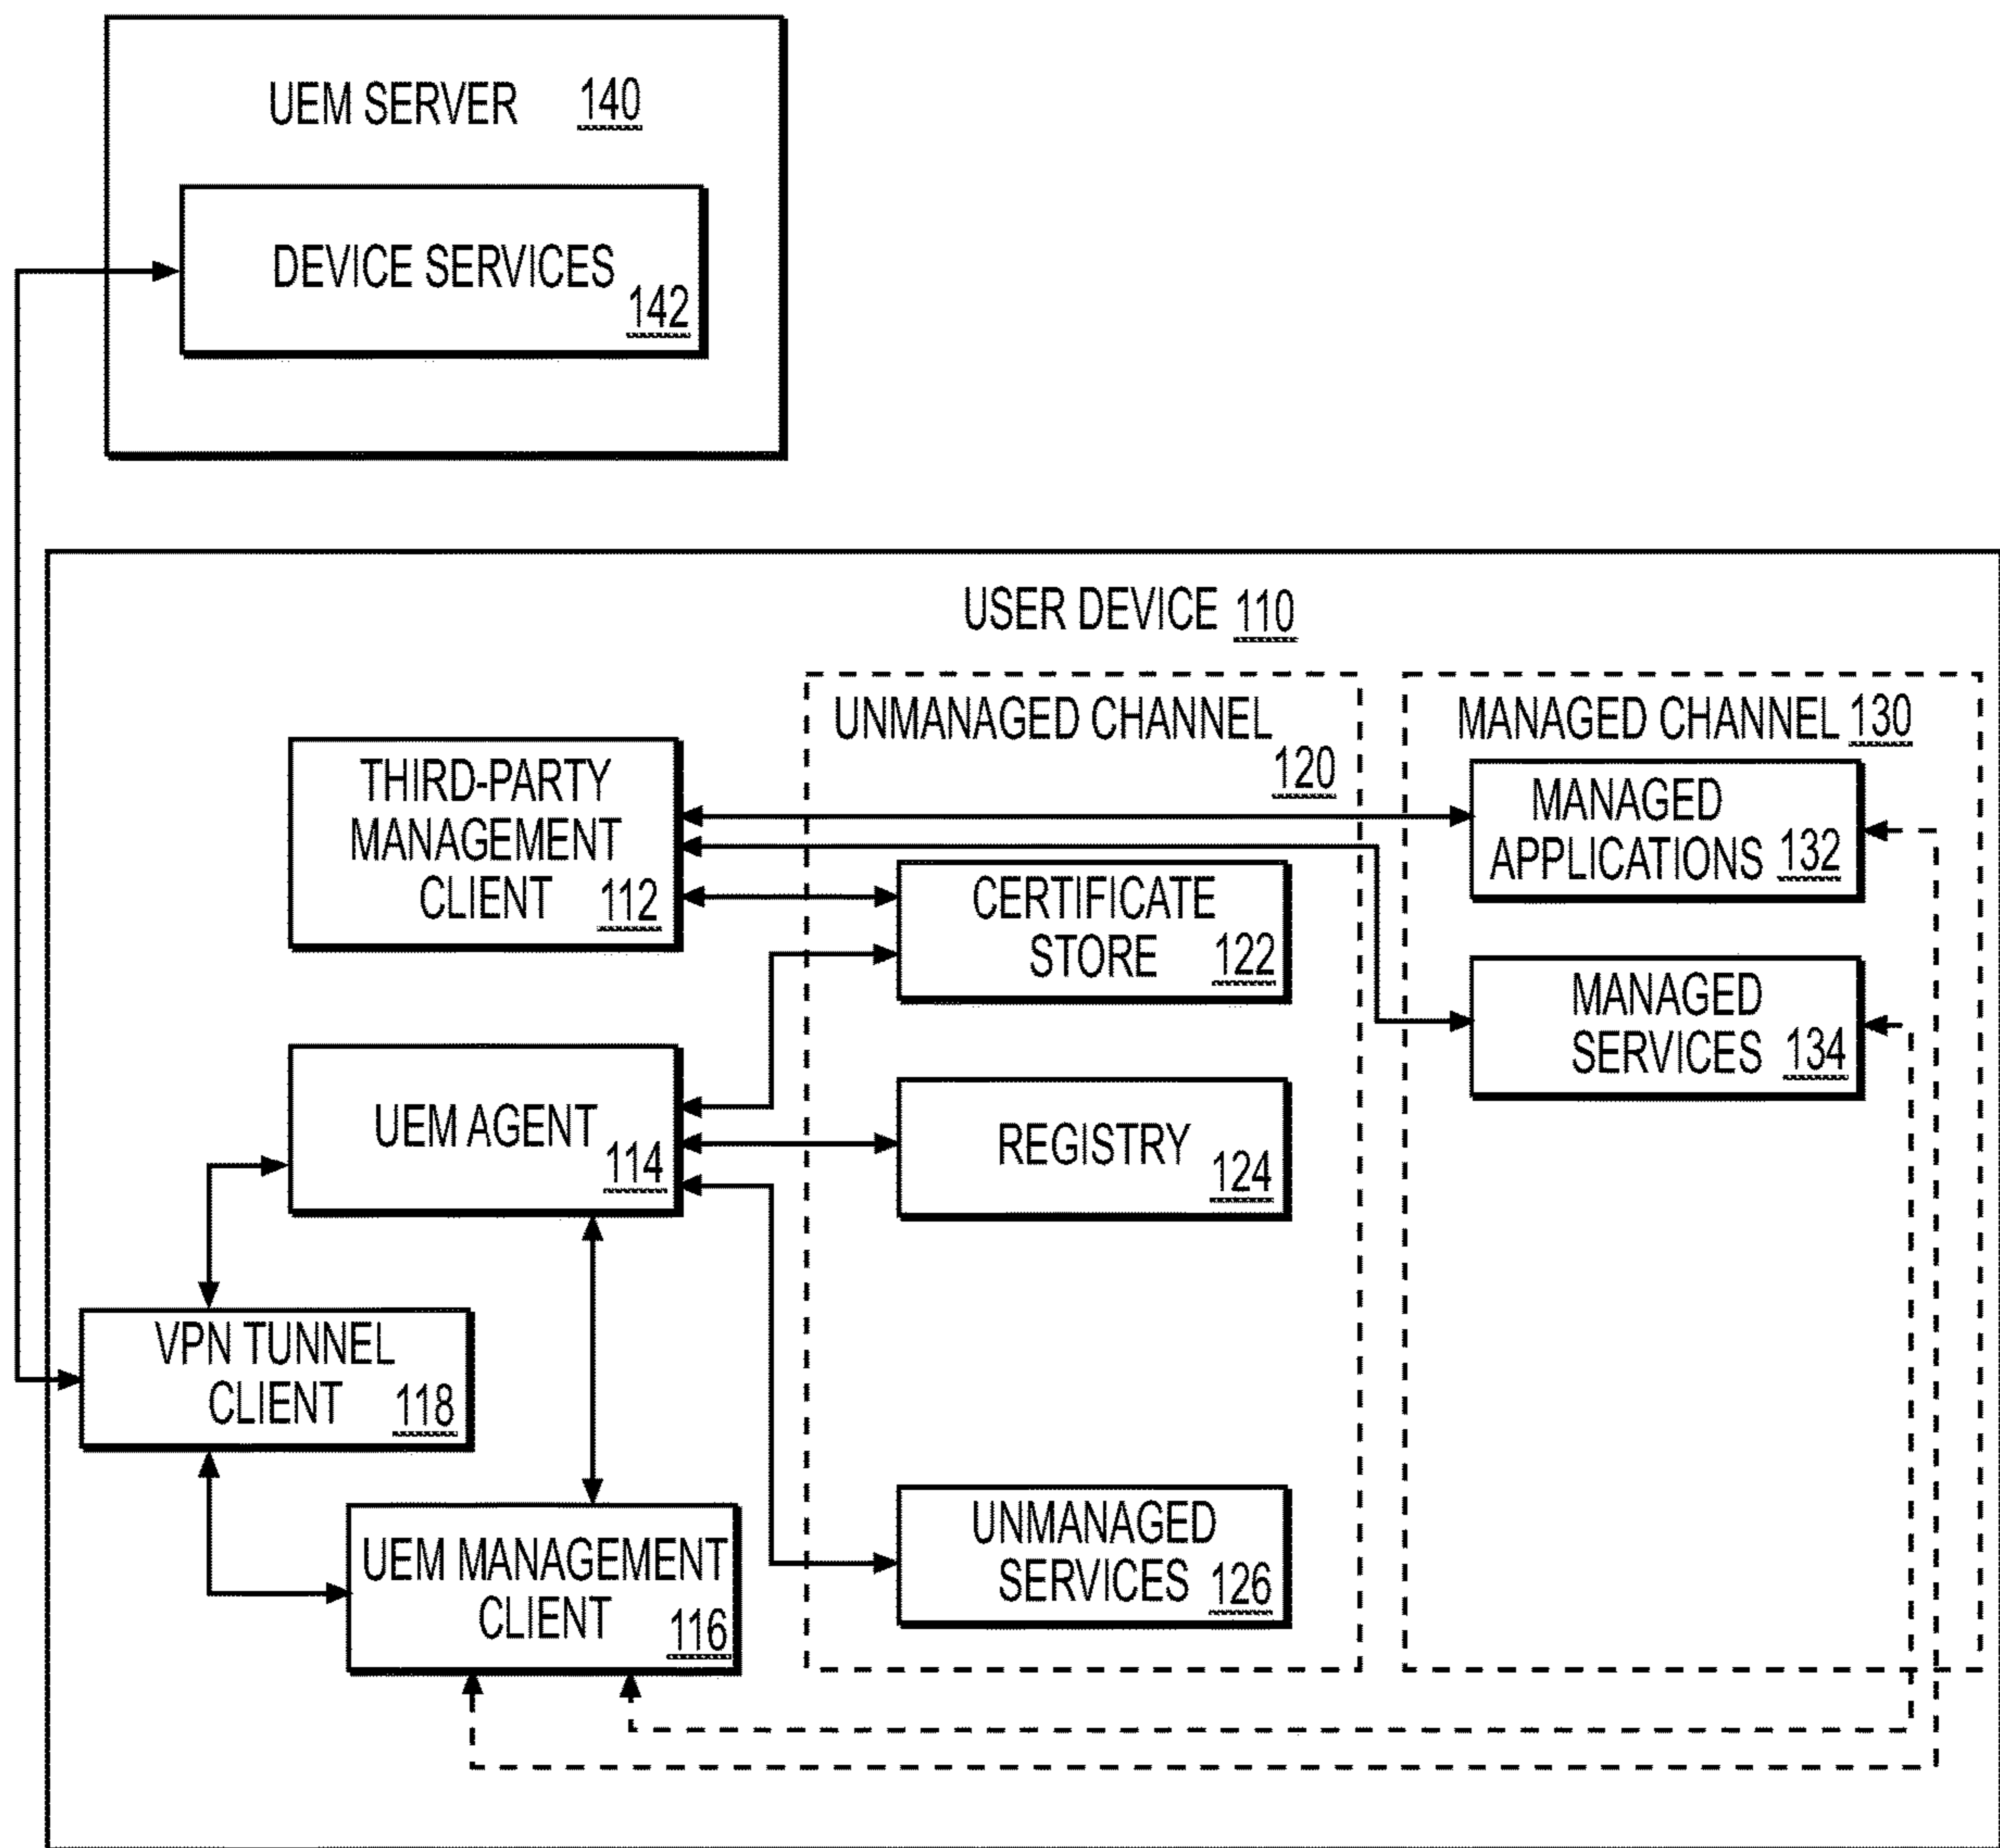 UEM SERVER 140
DEVICE SERVICES
142
USER DEVICE 110
UNMANAGED CHANNEL
120
MANAGED CHANNEL 130
THIRD-PARTY
MANAGEMENT
CLIENT 112
MANAGED
APPLICATIONS 132
CERTIFICATE
STORE 122
MANAGED
SERVICES 134
UEM AGENT
114
REGISTRY
124
VPN TUNNEL
CLIENT 118
UEM MANAGEMENT
CLIENT 116
UNMANAGED
SERVICES 126